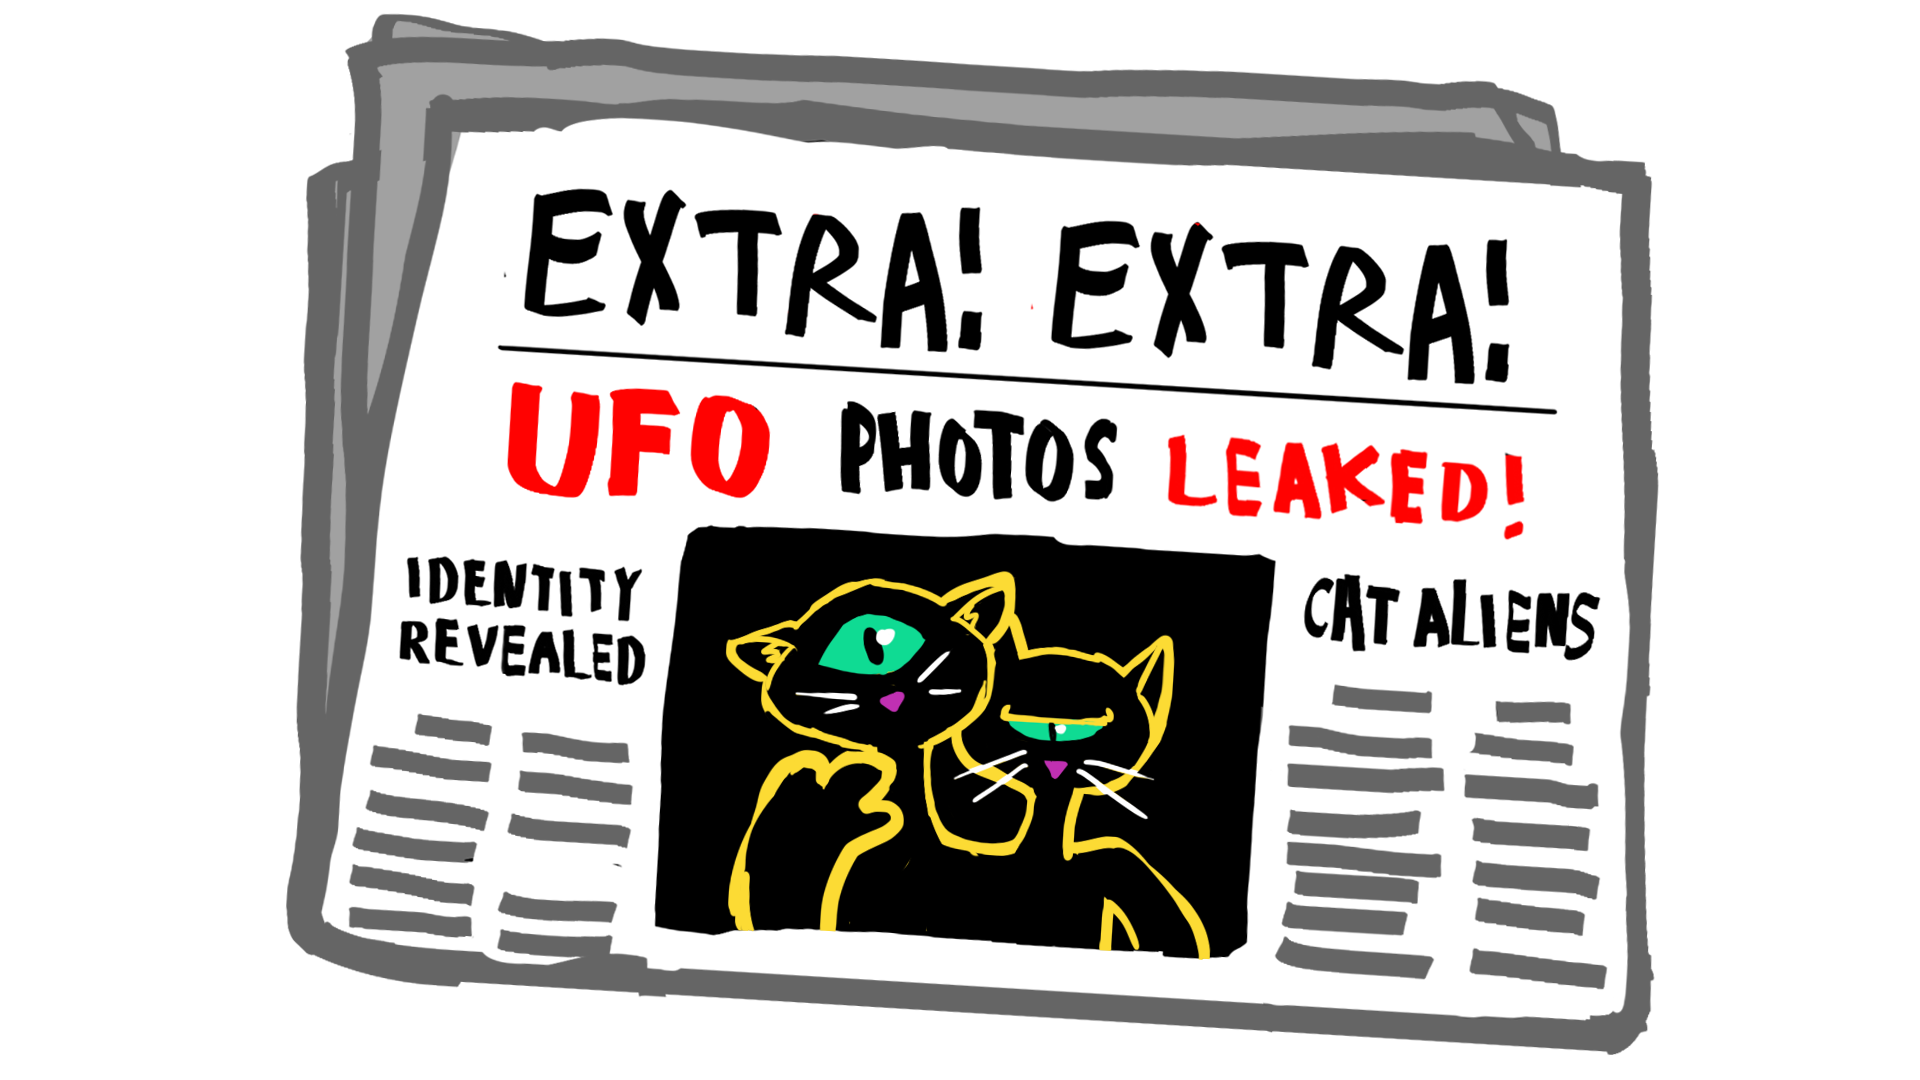 EXTRA! EXTRA!
UFO PHOTOS LEAKED!
IDENTITY
REVEALED
CAT ALIENS